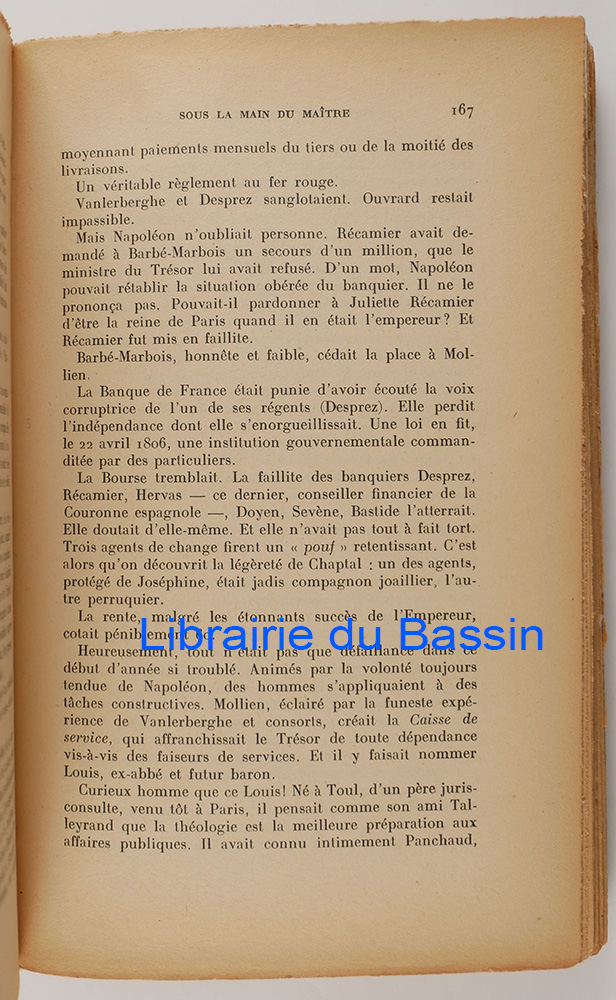 SOUS LA MAIN DU MAÎTRE 167
moyennant paiements mensuels du tiers ou de la moitié des
livraisons.
Un véritable règlement au fer rouge.
Vanlerberghe et Desprez sanglotaient. Ouvrard restait
impassible.
Mais Napoléon n'oubliait personne. Récamier avait de-
mandé à Barbé-Marbois un secours d'un million, que le
ministre du Trésor lui avait refusé. D'un mot, Napoléon
pouvait rétablir la situation obérée du banquier. Il ne le
prononça pas. Pouvait-il pardonner à Juliette Récamier
d'être la reine de Paris quand il en était l'empereur ? Et
Récamier fut mis en faillite.
Barbé-Marbois, honnête et faible, cédait la place à Mol-
lien.
La Banque de France était punie d'avoir écouté la voix
corruptrice de l'un de ses régents (Desprez). Elle perdit
l'indépendance dont elle s'enorgueillissait. Une loi en fit,
le 22 avril 1806, une institution gouvernementale comman-
ditée par des particuliers.
La Bourse tremblait. La faillite des banquiers Desprez,
Récamier, Hervas — ce dernier, conseiller financier de la
Couronne espagnole —, Doyen, Sevène, Bastide l'atterrait.
Elle doutait d'elle-même. Et elle n'avait pas tout à fait tort.
Trois agents de change firent un « pouf » retentissant. C'est
alors qu'on découvrit la légèreté de Chaptal : un des agents,
protégé de Joséphine, était jadis compagnon joaillier, l'au-
tre perruquier.
La rente, malgré les étonnants succès de l'Empereur,
cotait péniblement
Librairie du Bassin
Heureusement, tout n'était pas que défaillance dans ce
début d'année si troublé. Animés par la volonté toujours
tendue de Napoléon, des hommes s'appliquaient à des
tâches constructives. Mollien, éclairé par la funeste expé-
rience de Vanlerberghe et consorts, créait la Caisse de
service, qui affranchissait le Trésor de toute dépendance
vis-à-vis des faiseurs de services. Et il y faisait nommer
Louis, ex-abbé et futur baron.
Curieux homme que ce Louis! Né à Toul, d'un père juris-
consulte, venu tôt à Paris, il pensait comme son ami Tal-
leyrand que la théologie est la meilleure préparation aux
affaires publiques. Il avait connu intimement Panchaud,